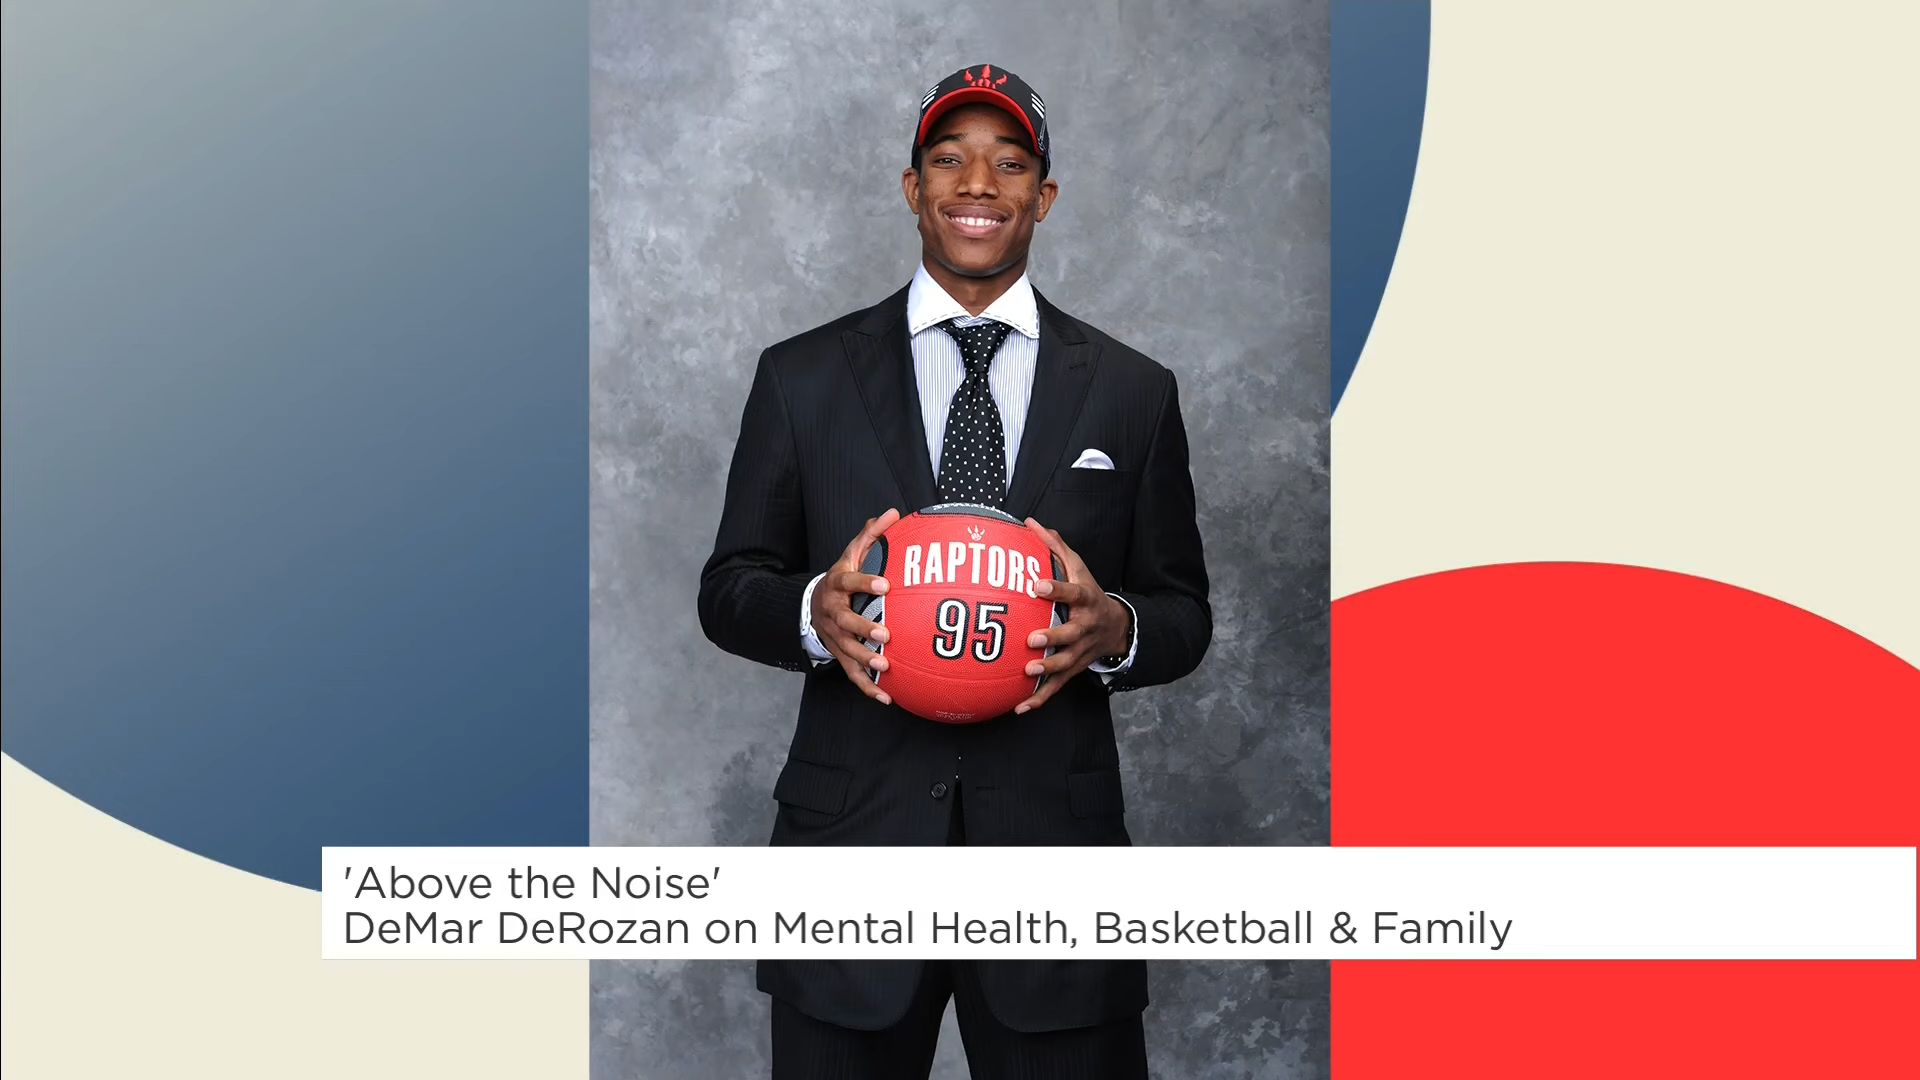 RAPTORS
95
'Above the Noise'
DeMar DeRozan on Mental Health, Basketball & Family